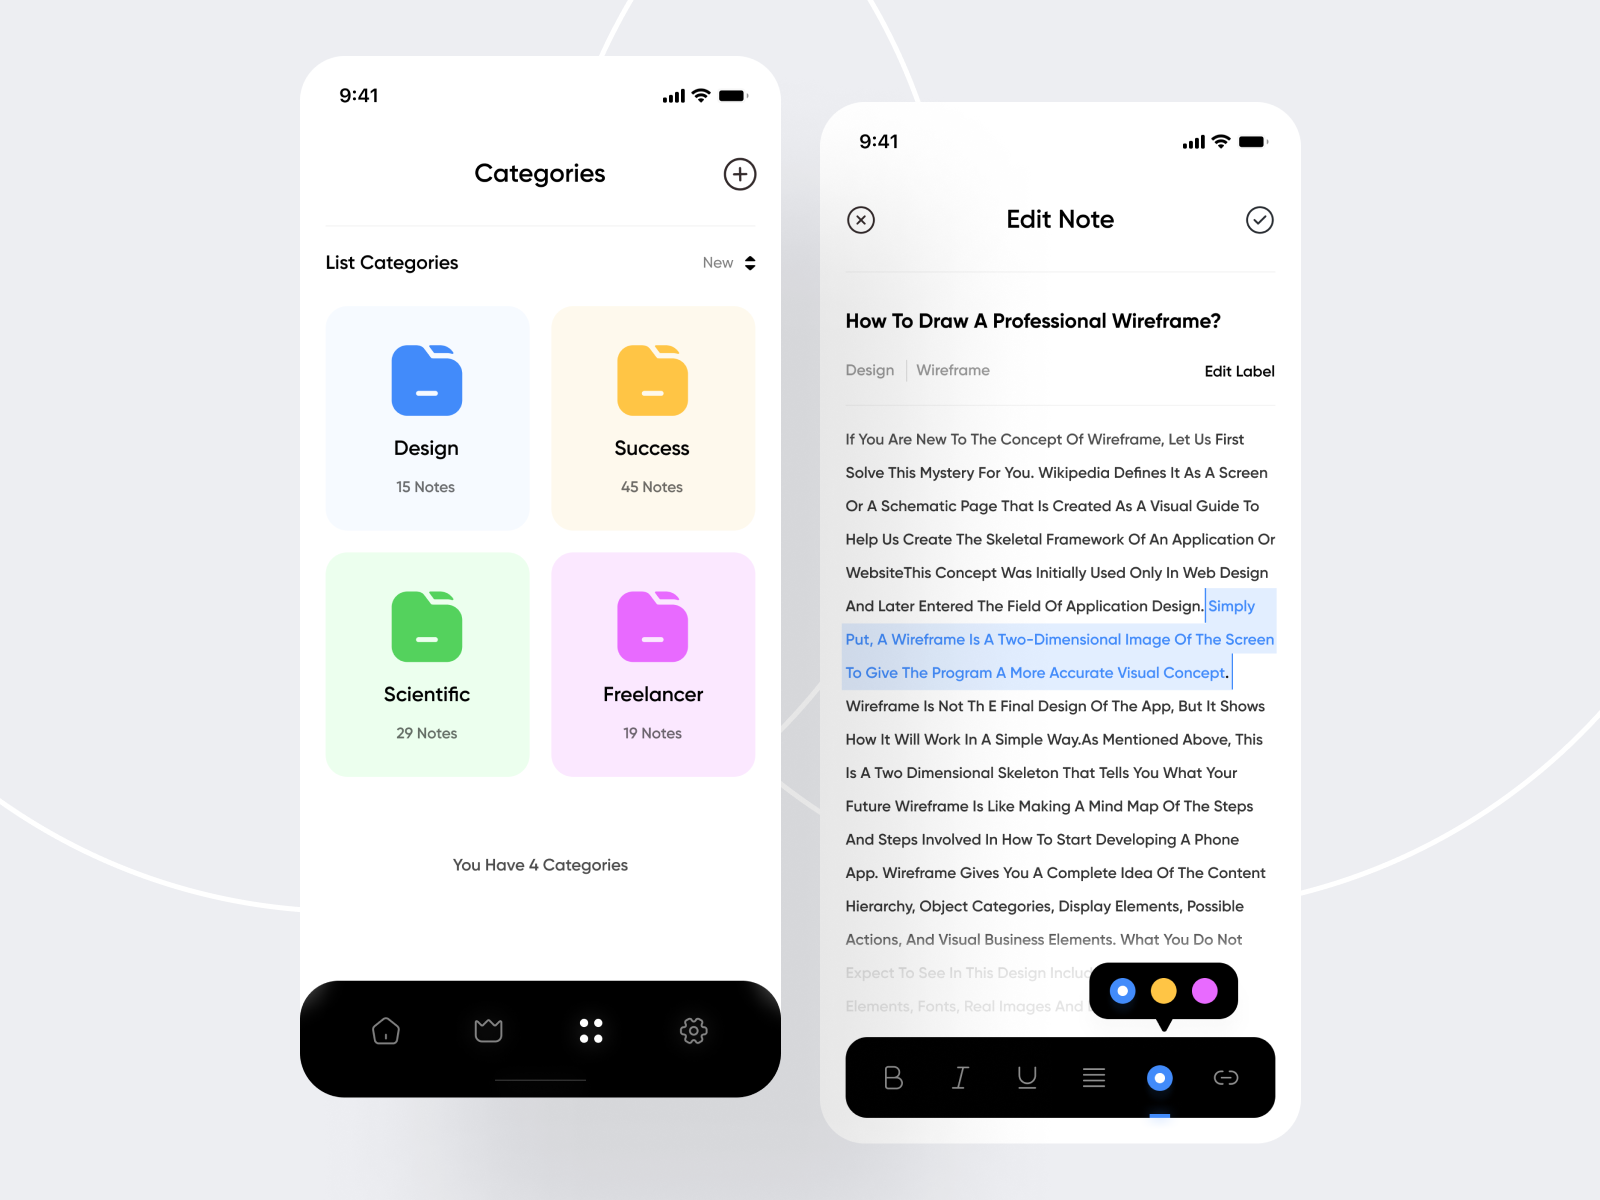 9:41
Categories
List Categories
New
Design
15 Notes
Success
45 Notes
Scientific
29 Notes
Freelancer
19 Notes
You Have 4 Categories
9:41
Edit Note
How To Draw A Professional Wireframe?
Design
Wireframe
Edit Label
If You Are New To The Concept Of Wireframe, Let Us First
Solve This Mystery For You. Wikipedia Defines It As A Screen
Or A Schematic Page That Is Created As A Visual Guide To
Help Us Create The Skeletal Framework Of An Application Or
WebsiteThis Concept Was Initially Used Only In Web Design
And Later Entered The Field Of Application Design. Simply
Put, A Wireframe Is A Two-Dimensional Image Of The Screen
To Give The Program A More Accurate Visual Concept.
Wireframe Is Not Th E Final Design Of The App, But It Shows
How It Will Work In A Simple Way.As Mentioned Above, This
Is A Two Dimensional Skeleton That Tells You What Your
Future Wireframe Is Like Making A Mind Map Of The Steps
And Steps Involved In How To Start Developing A Phone
App. Wireframe Gives You A Complete Idea Of The Content
Hierarchy, Object Categories, Display Elements, Possible
Actions, And Visual Business Elements. What You Do Not
Expect To See In This Design
Elements, Fonts, Real Images And
B I U